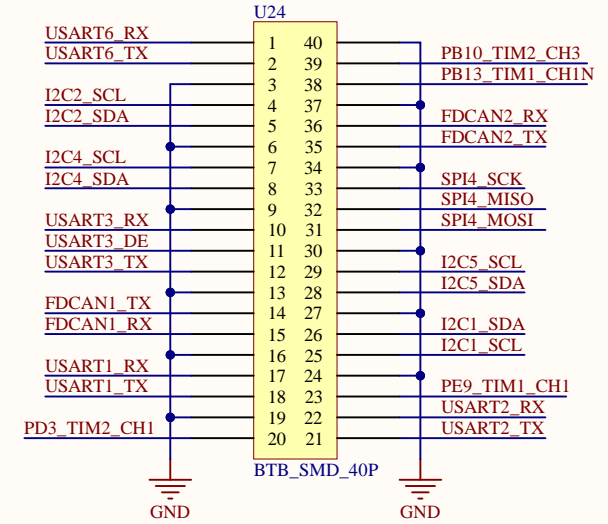 U24
USART6_RX 1 40
USART6_TX 2 39 PB10_TIM2_CH3
3 38 PB13_TIM1_CH1N
I2C2_SCL 4 37
I2C2_SDA 5 36 FDCAN2_RX
6 35 FDCAN2_TX
I2C4_SCL 7 34
I2C4_SDA 8 33 SPI4_SCK
9 32 SPI4_MISO
USART3_RX 10 31 SPI4_MOSI
USART3_DE 11 30
USART3_TX 12 29 I2C5_SCL
13 28 I2C5_SDA
FDCAN1_TX 14 27
FDCAN1_RX 15 26 I2C1_SDA
16 25 I2C1_SCL
USART1_RX 17 24
USART1_TX 18 23 PE9_TIM1_CH1
19 22 USART2_RX
PD3_TIM2_CH1 20 21 USART2_TX
BTB_SMD_40P
GND GND